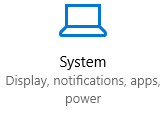 System
Display, notifications, apps,
power